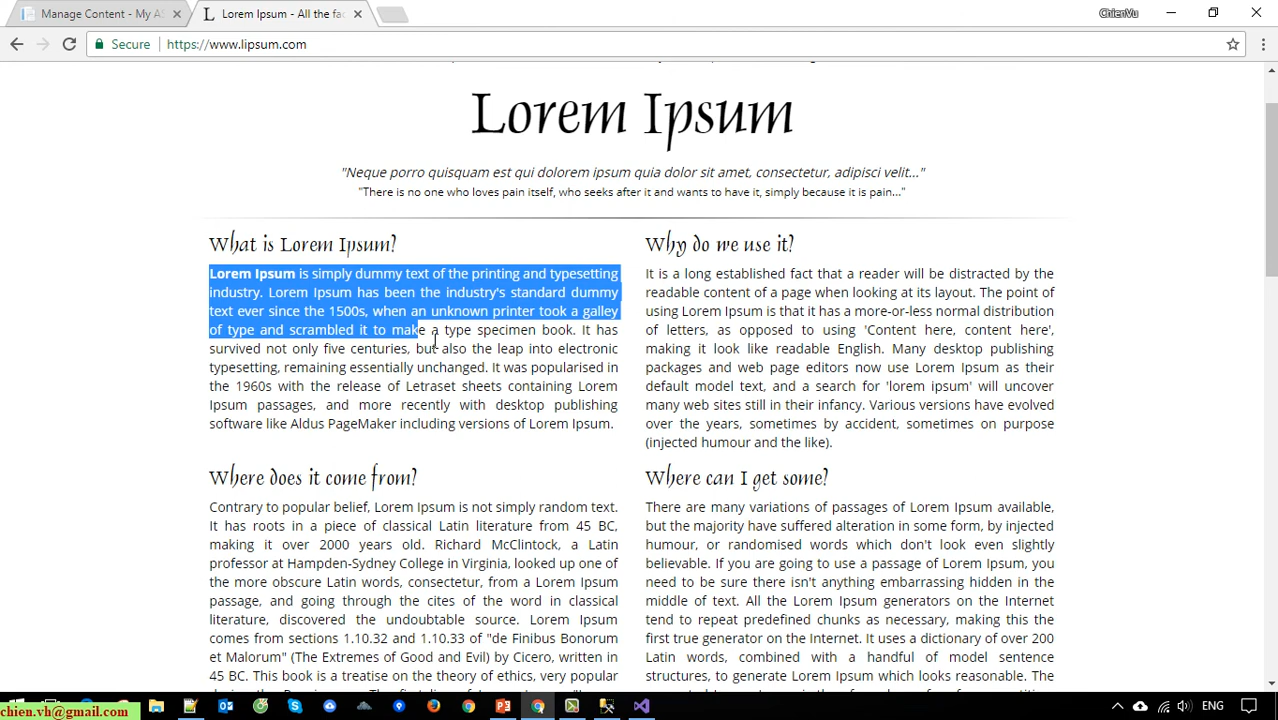 Manage Content - My AS
Lorem Ipsum - All the fac
ChienVu
Secure
https://www.lipsum.com
Lorem Ipsum
"Neque porro quisquam est qui dolorem ipsum quia dolor sit amet, consectetur, adipisci velit..."
"There is no one who loves pain itself, who seeks after it and wants to have it, simply because it is pain..."
What is Lorem Ipsum?
Lorem Ipsum is simply dummy text of the printing and typesetting
industry. Lorem Ipsum has been the industry's standard dummy
text ever since the 1500s, when an unknown printer took a galley
of type and scrambled it to make a type specimen book. It has
survived not only five centuries, but also the leap into electronic
typesetting, remaining essentially unchanged. It was popularised in
the 1960s with the release of Letraset sheets containing Lorem
Ipsum passages, and more recently with desktop publishing
software like Aldus PageMaker including versions of Lorem Ipsum.
Why do we use it?
It is a long established fact that a reader will be distracted by the
readable content of a page when looking at its layout. The point of
using Lorem Ipsum is that it has a more-or-less normal distribution
of letters, as opposed to using 'Content here, content here',
making it look like readable English. Many desktop publishing
packages and web page editors now use Lorem Ipsum as their
default model text, and a search for 'lorem ipsum' will uncover
many web sites still in their infancy. Various versions have evolved
over the years, sometimes by accident, sometimes on purpose
(injected humour and the like).
Where does it come from?
Contrary to popular belief, Lorem Ipsum is not simply random text.
It has roots in a piece of classical Latin literature from 45 BC,
making it over 2000 years old. Richard McClintock, a Latin
professor at Hampden-Sydney College in Virginia, looked up one of
the more obscure Latin words, consectetur, from a Lorem Ipsum
passage, and going through the cites of the word in classical
literature, discovered the undoubtable source. Lorem Ipsum
comes from sections 1.10.32 and 1.10.33 of "de Finibus Bonorum
et Malorum" (The Extremes of Good and Evil) by Cicero, written in
45 BC. This book is a treatise on the theory of ethics, very popular
Where can I get some?
There are many variations of passages of Lorem Ipsum available,
but the majority have suffered alteration in some form, by injected
humour, or randomised words which don't look even slightly
believable. If you are going to use a passage of Lorem Ipsum, you
need to be sure there isn't anything embarrassing hidden in the
middle of text. All the Lorem Ipsum generators on the Internet
tend to repeat predefined chunks as necessary, making this the
first true generator on the Internet. It uses a dictionary of over 200
Latin words, combined with a handful of model sentence
structures, to generate Lorem Ipsum which looks reasonable. The
chien.vh@gmail.com
ENG